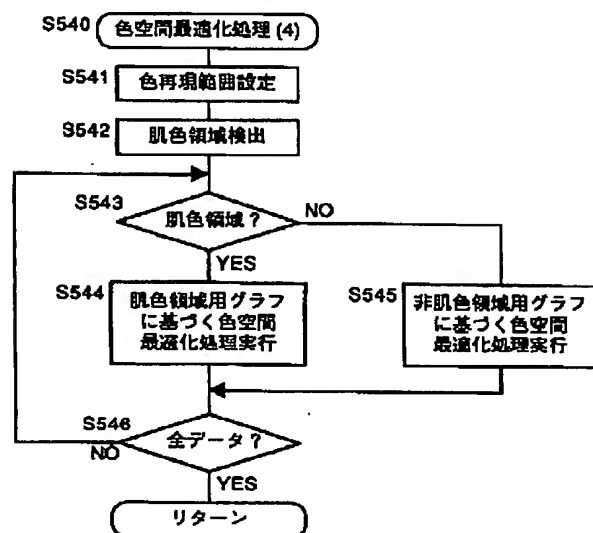 S540 色空間最適化処理(4)
S541
色再現範囲設定
S542
肌色領域検出
S543
肌色領域？
NO
YES
S544
肌色領域用グラフ
に基づく色空間
最適化処理実行
S545
非肌色領域用グラフ
に基づく色空間
最適化処理実行
S546
全データ？
NO
YES
リターン